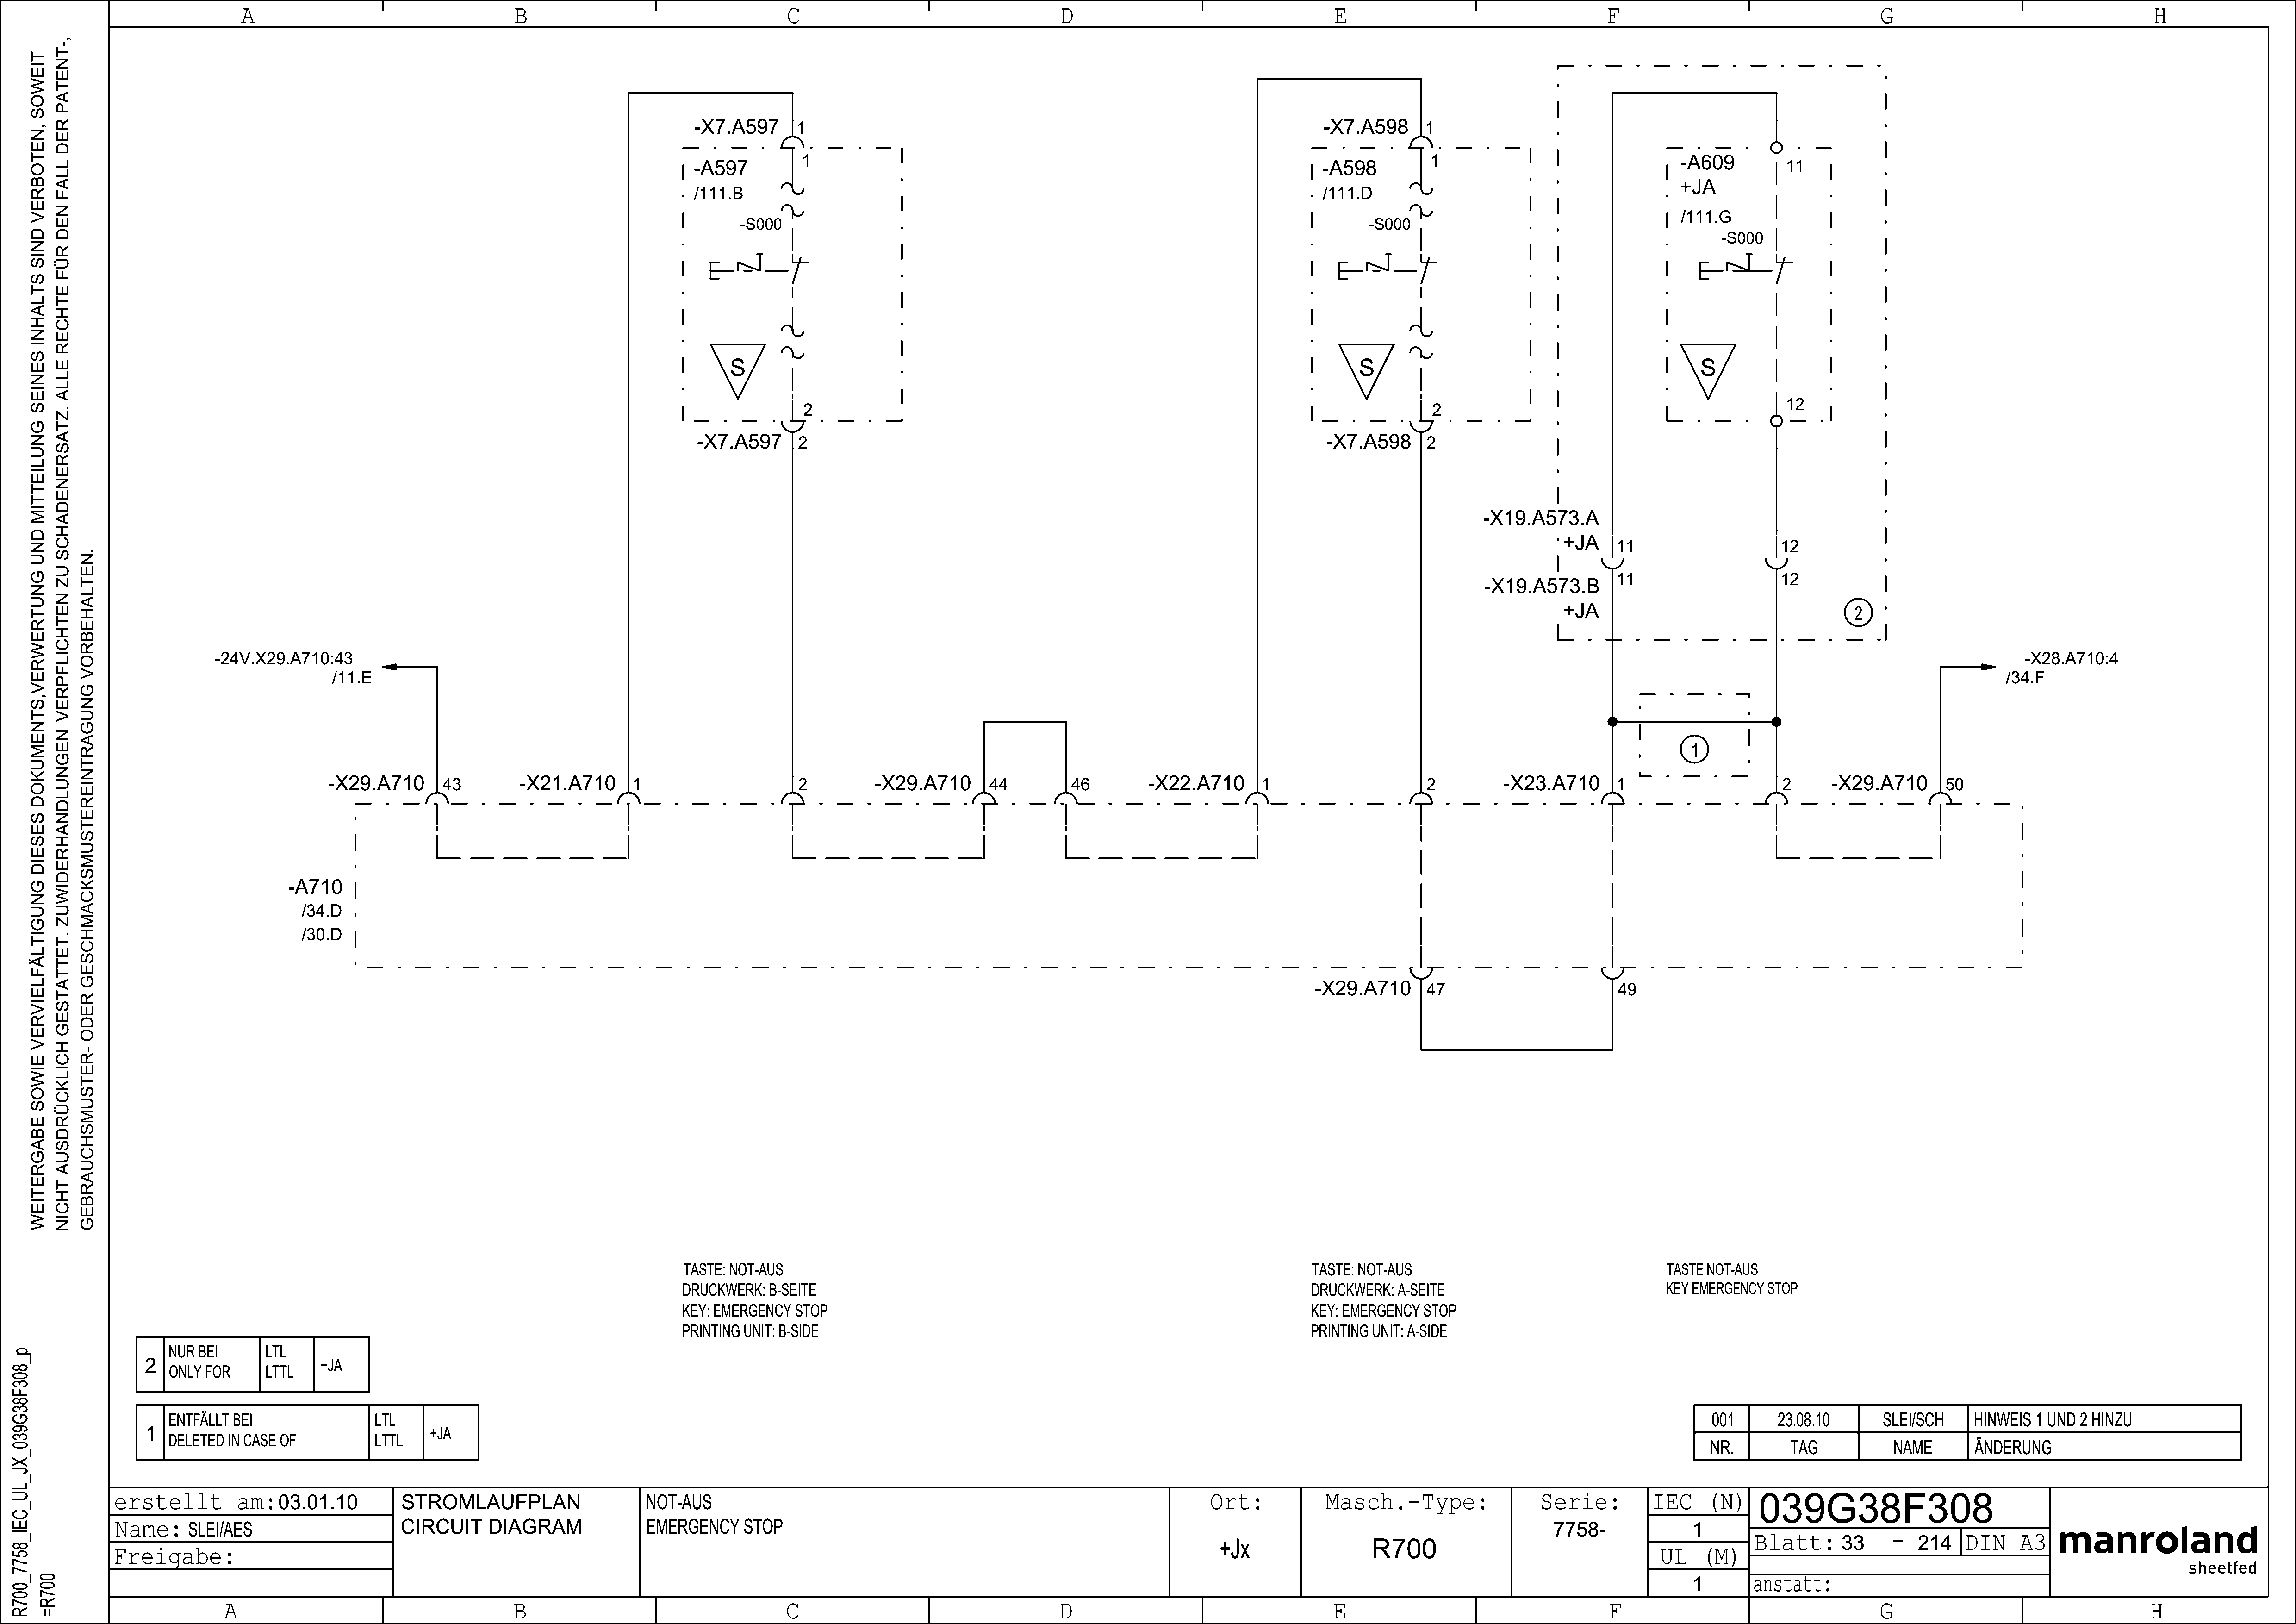 A B C D E F G H
WEITERGABE SOWIE VERVIELFÄLTIGUNG DIESES DOKUMENTS,VERWERTUNG UND MITTEILUNG SEINES INHALTS SIND VERBOTEN, SOWEIT
NICHT AUSDRÜCKLICH GESTATTET. ZUWIDERHANDLUNGEN VERPFLICHTEN ZU SCHADENERSATZ. ALLE RECHTE FÜR DEN FALL DER PATENT-,
GEBRAUCHSMUSTER- ODER GESCHMACKSMUSTEREINTRAGUNG VORBEHALTEN.
R700_7758_IEC_UL_JX_039G38F308_p
=R700
-X7.A597 1
1
-A597
/111.B
-S000
S
2
-X7.A597 2
-X7.A598 1
1
-A598
/111.D
-S000
S
2
-X7.A598 2
-A609
11
+JA
/111.G
-S000
S
12
-X19.A573.A
+JA 11
12
-X19.A573.B
11
12
+JA
2
-24V.X29.A710:43
/11.E
-X28.A710:4
/34.F
1
-X29.A710 43
-X21.A710 1
2
-X29.A710 44
46
-X22.A710 1
2
-X23.A710 1
2
-X29.A710 50
-A710
/34.D
/30.D
-X29.A710 47
49
TASTE: NOT-AUS
DRUCKWERK: B-SEITE
KEY: EMERGENCY STOP
PRINTING UNIT: B-SIDE
TASTE: NOT-AUS
DRUCKWERK: A-SEITE
KEY: EMERGENCY STOP
PRINTING UNIT: A-SIDE
TASTE NOT-AUS
KEY EMERGENCY STOP
2 NUR BEI LTL +JA
ONLY FOR LTTL
1 ENTFÄLLT BEI LTL +JA
DELETED IN CASE OF LTTL
001 23.08.10 SLEI/SCH HINWEIS 1 UND 2 HINZU
NR. TAG NAME ÄNDERUNG
erstellt am: 03.01.10
Name: SLEI/AES
Freigabe:
STROMLAUFPLAN
CIRCUIT DIAGRAM
NOT-AUS
EMERGENCY STOP
Ort:
+Jx
Masch.-Type:
R700
Serie:
7758-
IEC (N)
1
UL (M)
1
039G38F308
Blatt: 33 - 214 DIN A3
anstatt:
manroland
sheetfed
A B C D E F G H